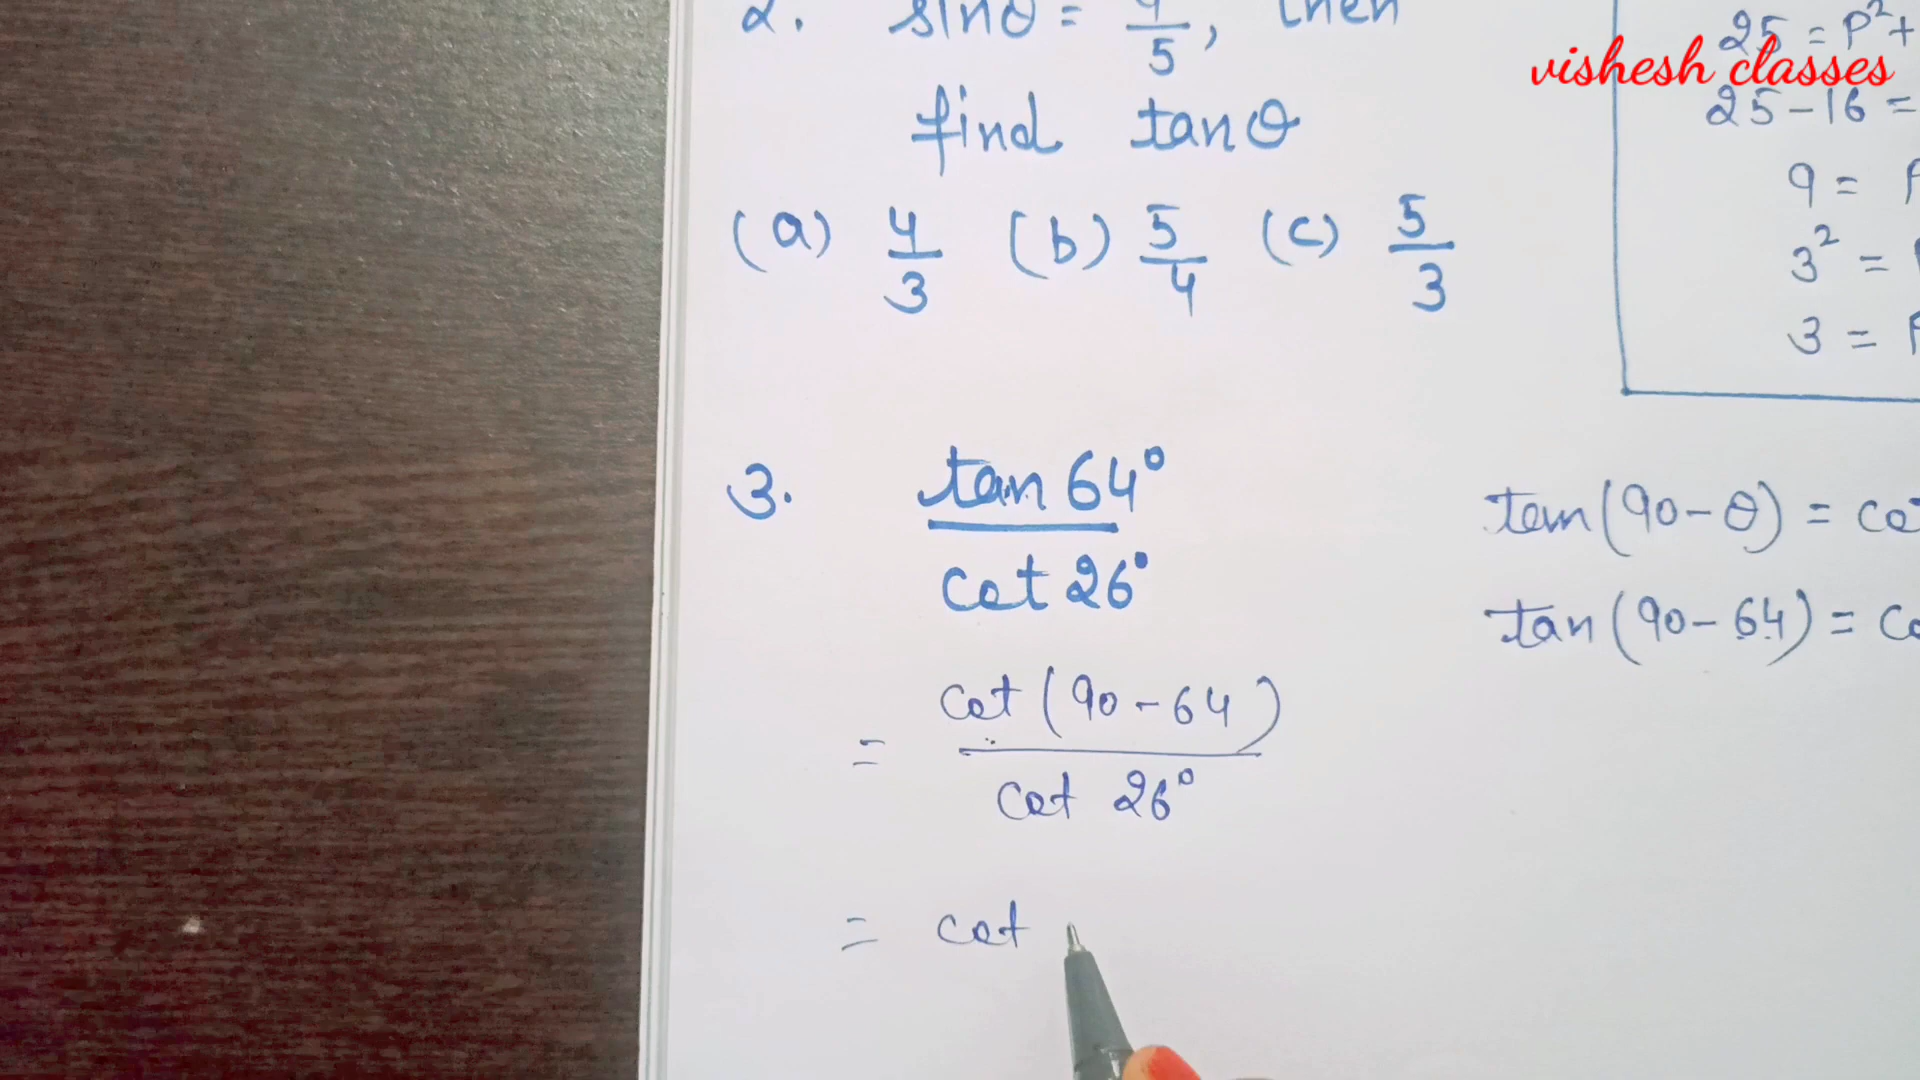 2. sinθ = 4/5, then
find tanθ
(a) 4/3 (b) 5/4 (c) 5/3
3. tan 64°
cot 26°
= cot (90 - 64)
cot 26°
= cot
25 = P² +
vishesh classes
25 - 16 =
9 = P
3² =
3 = P
tan (90 - θ) = cot
tan (90 - 64) = co